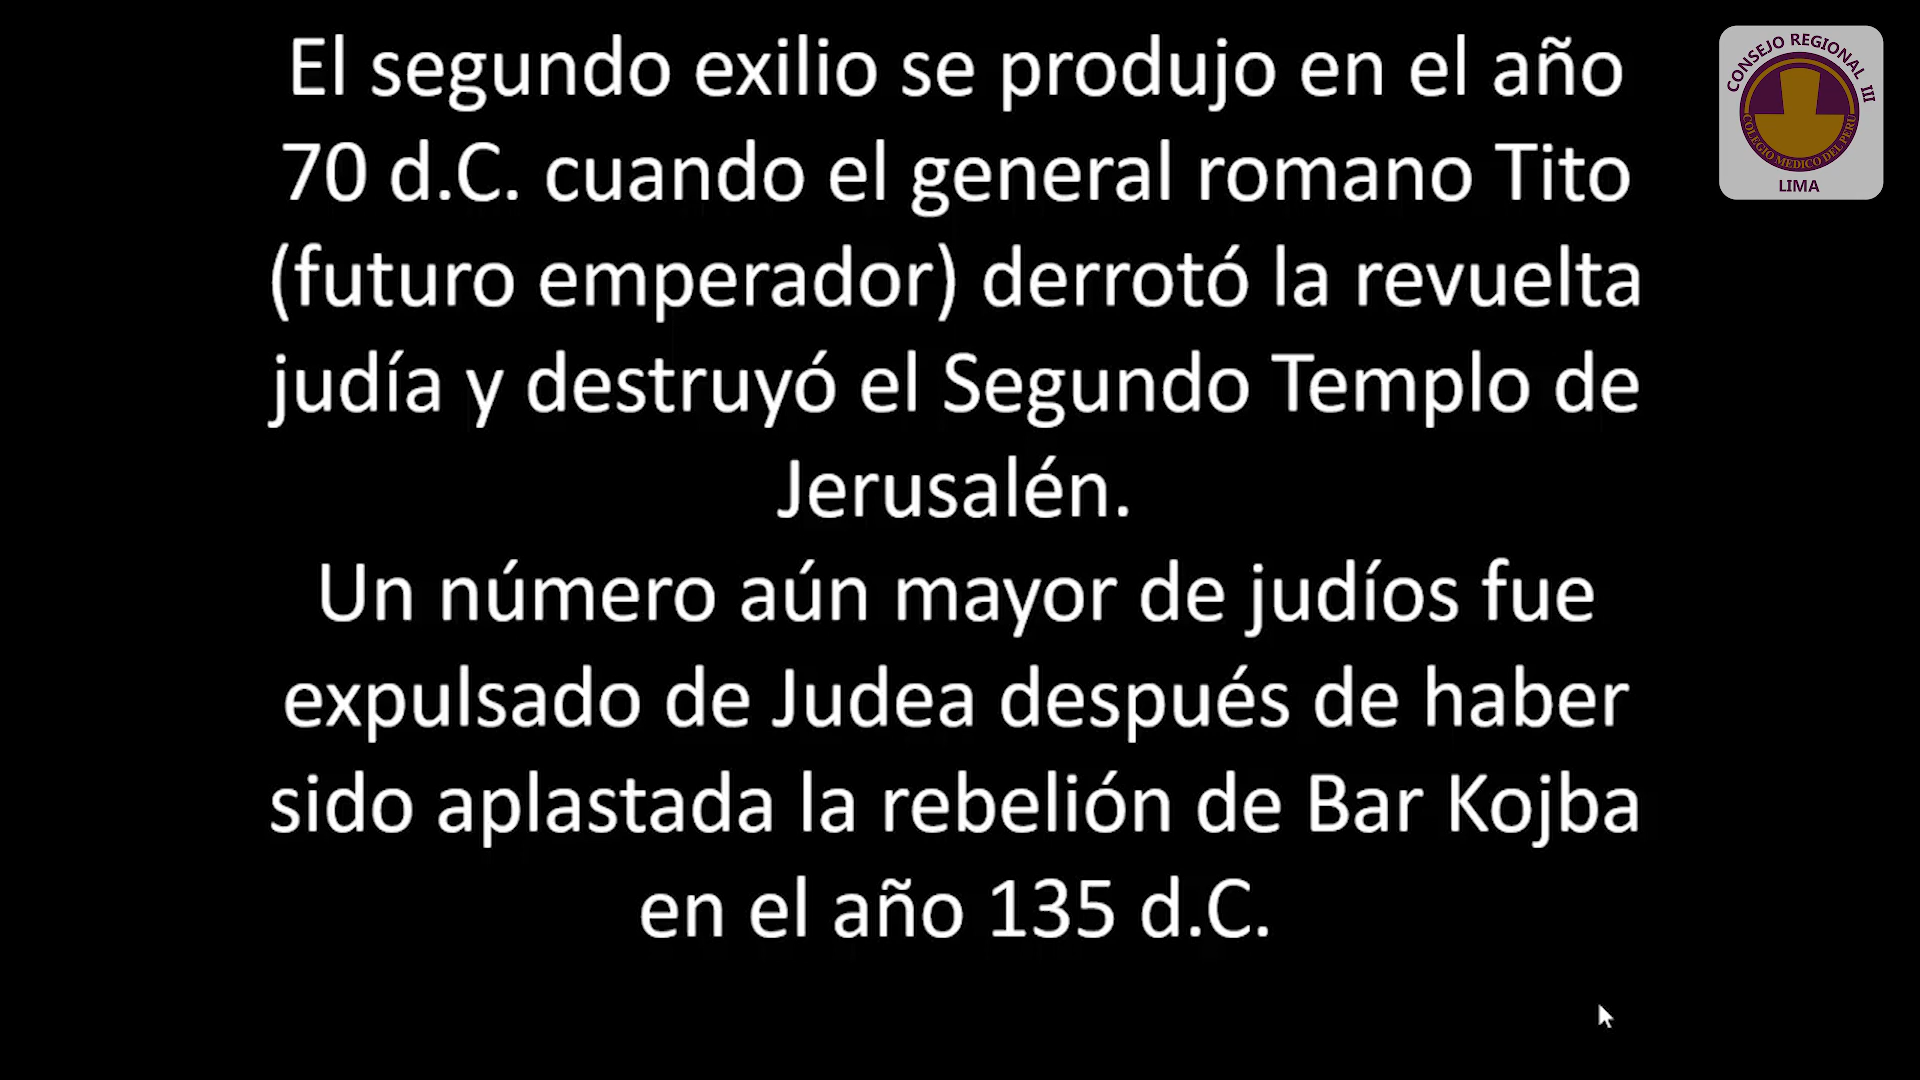 El segundo exilio se produjo en el año
70 d.C. cuando el general romano Tito
(futuro emperador) derrotó la revuelta
judía y destruyó el Segundo Templo de
Jerusalén.
Un número aún mayor de judíos fue
expulsado de Judea después de haber
sido aplastada la rebelión de Bar Kojba
en el año 135 d.C.
CONSEJO REGIONAL III
COLEGIO MEDICO DEL PERU
LIMA